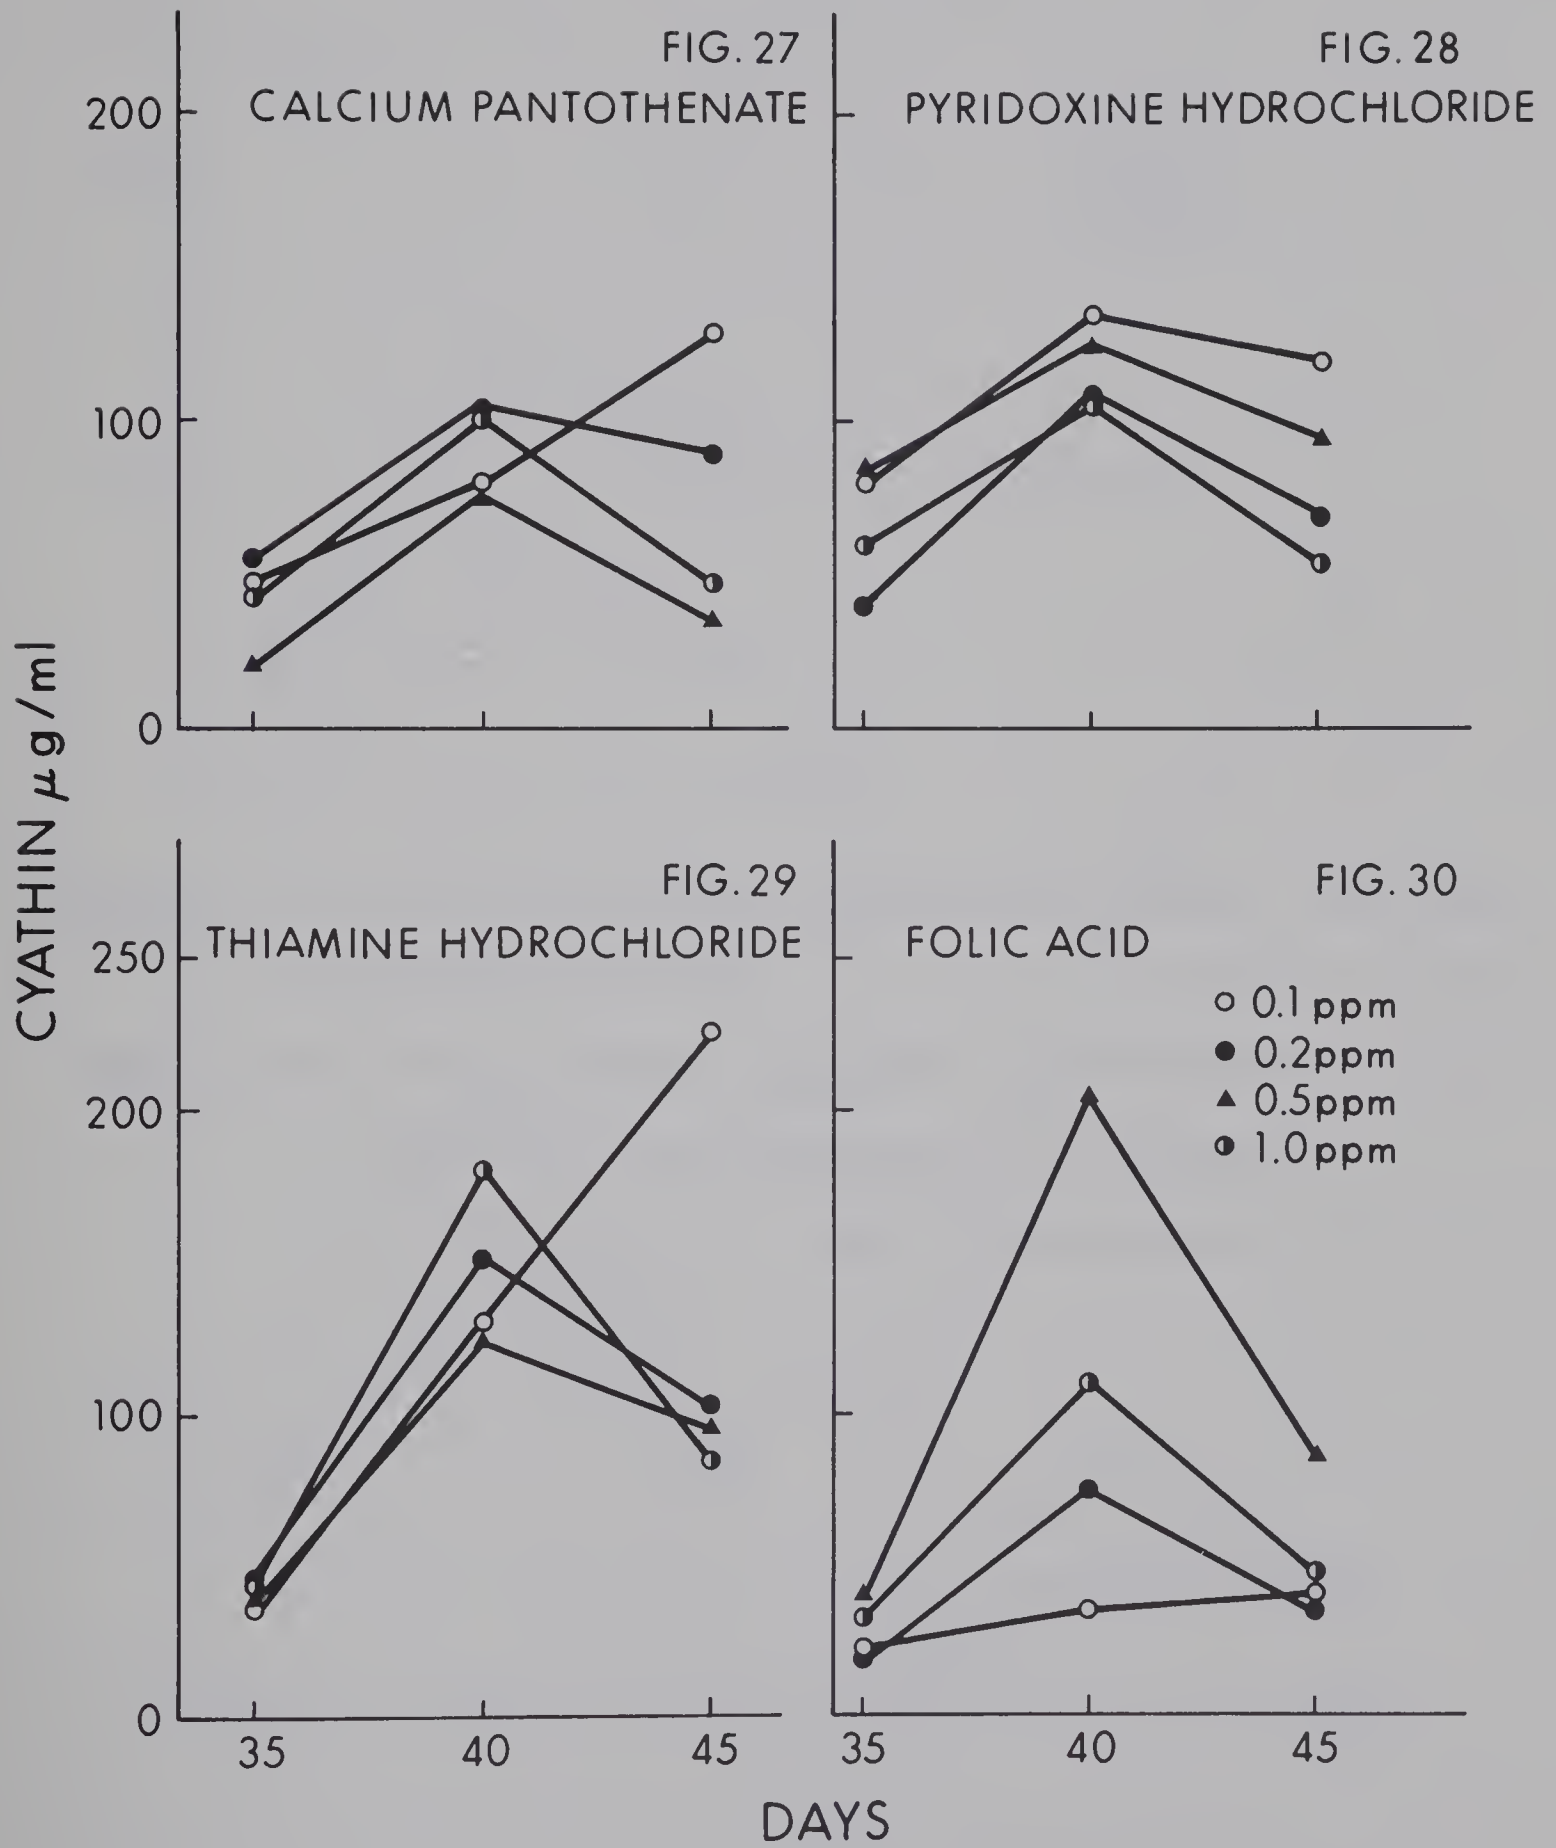 FIG. 27
CALCIUM PANTOTHENATE
200
100
0
FIG. 28
PYRIDOXINE HYDROCHLORIDE
CYATHIN μg/ml
FIG. 29
THIAMINE HYDROCHLORIDE
250
200
100
0
35 40 45
FIG. 30
FOLIC ACID
0.1 ppm
0.2ppm
0.5ppm
1.0ppm
35 40 45
DAYS